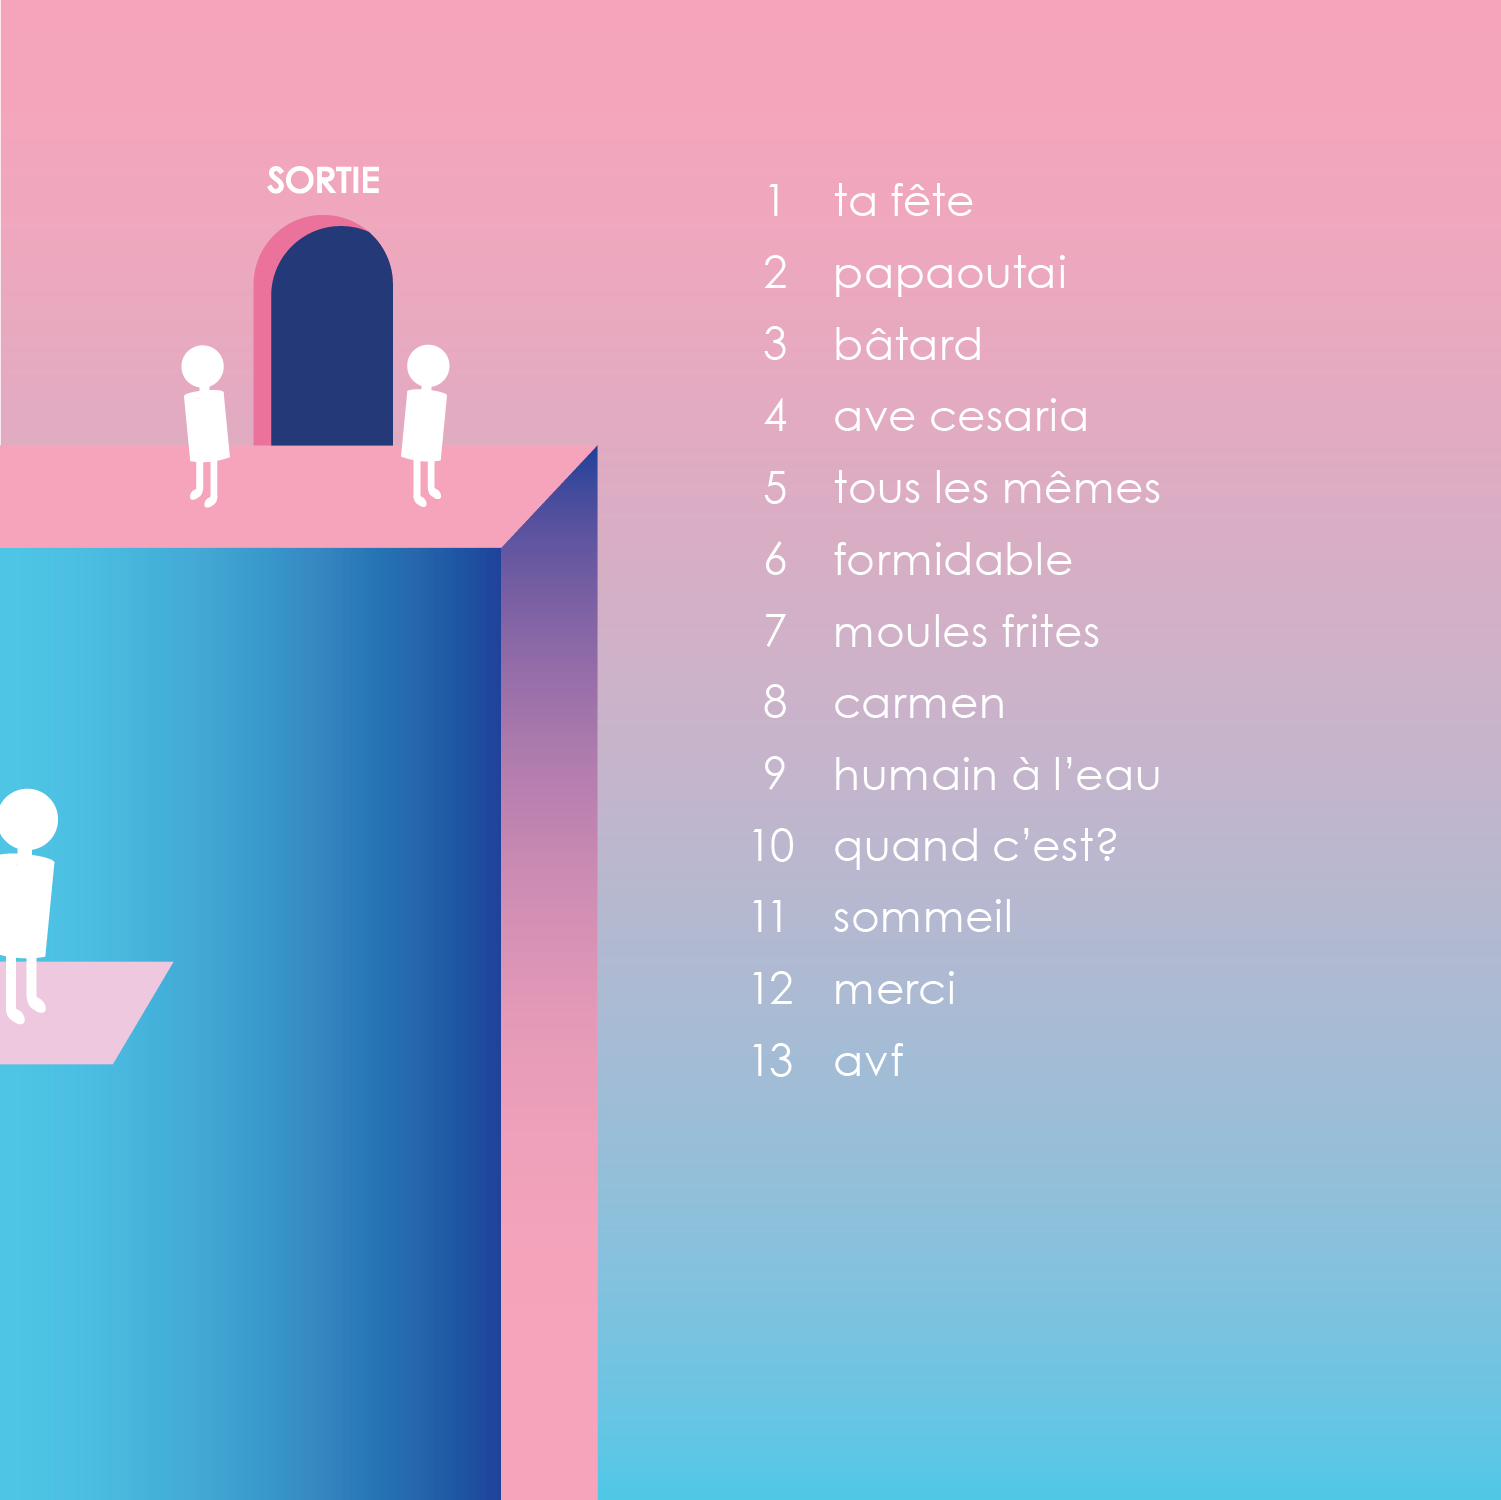 SORTIE
1 ta fête
2 papaoutai
3 bâtard
4 ave cesaria
5 tous les mêmes
6 formidable
7 moules frites
8 carmen
9 humain à l’eau
10 quand c’est?
11 sommeil
12 merci
13 avf